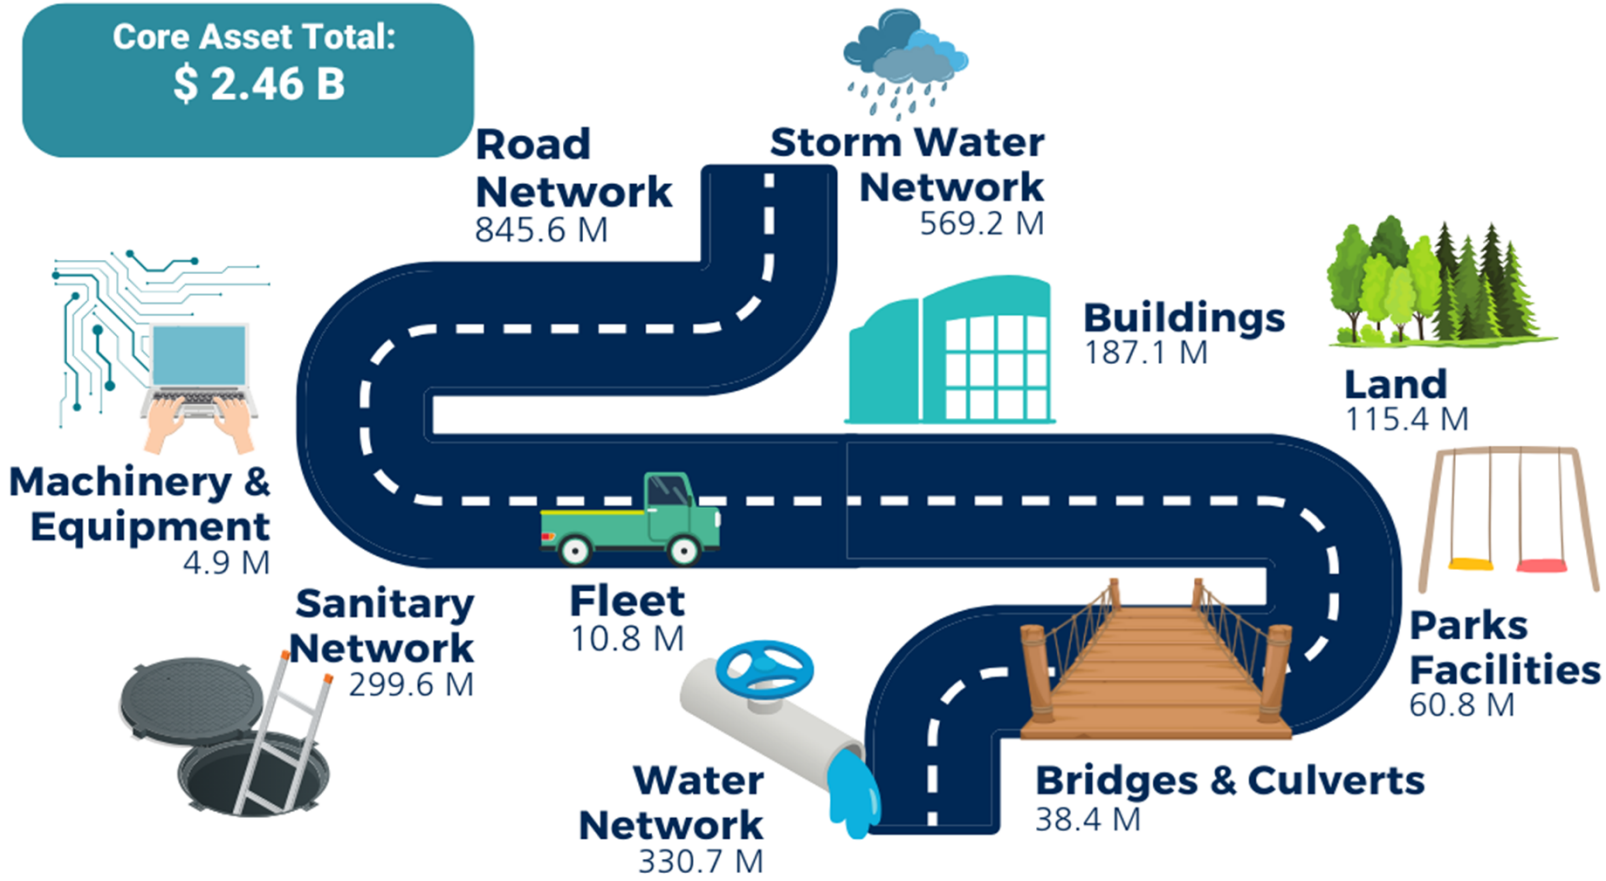 Core Asset Total:
$ 2.46 B
Road
Network
845.6 M
Storm Water
Network
569.2 M
Buildings
187.1 M
Land
115.4 M
Machinery &
Equipment
4.9 M
Sanitary
Network
299.6 M
Fleet
10.8 M
Parks
Facilities
60.8 M
Water
Network
330.7 M
Bridges & Culverts
38.4 M